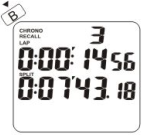 B
CHRONO
RECALL
LAP
3
0:00'14 56
SPLIT
0:07'43. 18